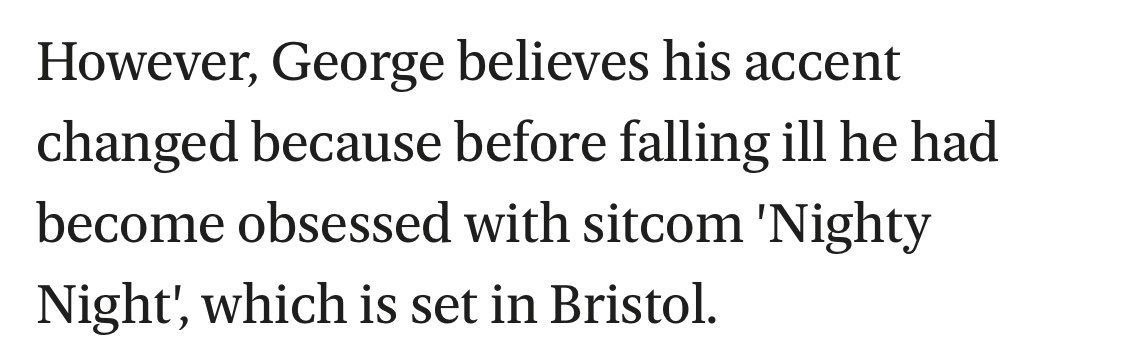 However, George believes his accent
changed because before falling ill he had
become obsessed with sitcom 'Nighty
Night', which is set in Bristol.